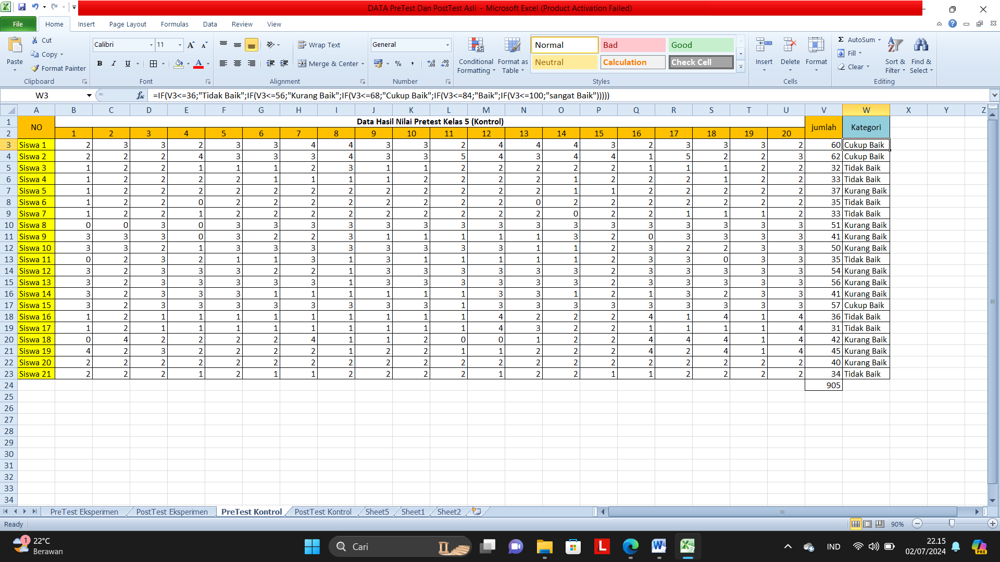 DATA PreTest Dan PostTest Asli - Microsoft Excel (Product Activation Failed)
File Home Insert Page Layout Formulas Data Review View
Paste Cut Copy Format Painter
Clipboard
Calibri 11 A A B I U A
Font
Wrap Text Merge & Center
Alignment
General % ,
Number
Conditional Formatting Format as Table Normal Bad Good Neutral Calculation Check Cell
Styles
Insert Delete Format
Cells
Σ AutoSum Fill Clear Sort & Filter Find & Select
Editing
W3 fx =IF(V3<=36;"Tidak Baik";IF(V3<=56;"Kurang Baik";IF(V3<=68;"Cukup Baik";IF(V3<=84;"Baik";IF(V3<=100;"sangat Baik")))))
A B C D E F G H I J K L M N O P Q R S T U V W X Y Z
1 NO Data Hasil Nilai Pretest Kelas 5 (Kontrol) jumlah Kategori
2 1 2 3 4 5 6 7 8 9 10 11 12 13 14 15 16 17 18 19 20
3 Siswa 1 2 3 3 2 3 3 4 4 3 3 2 4 4 4 3 2 3 3 3 2 60 Cukup Baik
4 Siswa 2 2 2 2 4 3 3 3 4 3 3 5 4 3 4 4 1 5 2 2 3 62 Cukup Baik
5 Siswa 3 1 2 2 1 1 1 2 3 1 1 2 2 2 2 2 1 1 1 2 2 32 Tidak Baik
6 Siswa 4 1 2 2 2 2 1 1 1 1 2 2 2 2 1 2 2 2 1 2 2 33 Tidak Baik
7 Siswa 5 1 2 2 2 2 2 2 2 2 2 2 2 2 1 1 2 2 2 2 2 37 Kurang Baik
8 Siswa 6 1 2 2 0 2 2 2 2 2 2 2 2 0 2 2 2 2 2 2 2 35 Tidak Baik
9 Siswa 7 1 2 2 1 2 2 2 2 2 2 2 2 2 0 2 2 1 1 1 2 33 Tidak Baik
10 Siswa 8 0 0 3 0 3 3 3 3 3 3 3 3 3 3 3 3 3 3 3 3 51 Kurang Baik
11 Siswa 9 3 3 3 0 3 2 2 3 1 1 1 1 1 3 2 0 3 3 3 3 41 Kurang Baik
12 Siswa 10 3 3 2 1 3 3 3 3 3 3 3 3 1 1 2 3 2 2 3 3 50 Kurang Baik
13 Siswa 11 0 2 3 2 1 1 3 1 3 1 1 1 1 1 2 3 3 0 3 3 35 Tidak Baik
14 Siswa 12 3 2 3 3 3 2 2 1 3 3 3 3 3 3 2 3 3 3 3 3 54 Kurang Baik
15 Siswa 13 3 2 3 3 3 3 3 1 3 3 3 3 3 3 2 3 3 3 3 3 56 Kurang Baik
16 Siswa 14 3 2 3 3 3 1 1 1 1 1 1 3 3 1 2 1 3 2 3 3 41 Kurang Baik
17 Siswa 15 3 2 3 3 3 3 3 3 3 3 1 3 3 3 3 3 3 3 3 3 57 Cukup Baik
18 Siswa 16 1 2 1 1 1 1 1 1 1 1 1 4 2 2 2 4 1 4 1 4 36 Tidak Baik
19 Siswa 17 1 2 1 1 1 1 1 1 1 1 1 4 3 2 2 1 1 1 1 4 31 Tidak Baik
20 Siswa 18 0 4 2 2 2 2 4 1 1 2 0 0 1 2 2 4 4 4 1 4 42 Kurang Baik
21 Siswa 19 4 2 3 2 2 2 2 1 2 2 1 1 2 2 2 4 2 4 1 4 45 Kurang Baik
22 Siswa 20 2 2 2 2 2 2 2 2 2 2 2 2 2 2 2 2 2 2 2 2 40 Kurang Baik
23 Siswa 21 2 2 2 1 2 1 1 2 2 2 2 1 2 2 1 1 2 2 2 2 34 Tidak Baik
24 905
25
26
27
28
29
30
31
32
33
34
PreTest Eksperimen PostTest Eksperimen PreTest Kontrol PostTest Kontrol Sheet5 Sheet1 Sheet2
Ready 90%
1 22°C Berawan Cari L W PRE IND 22.15 02/07/2024